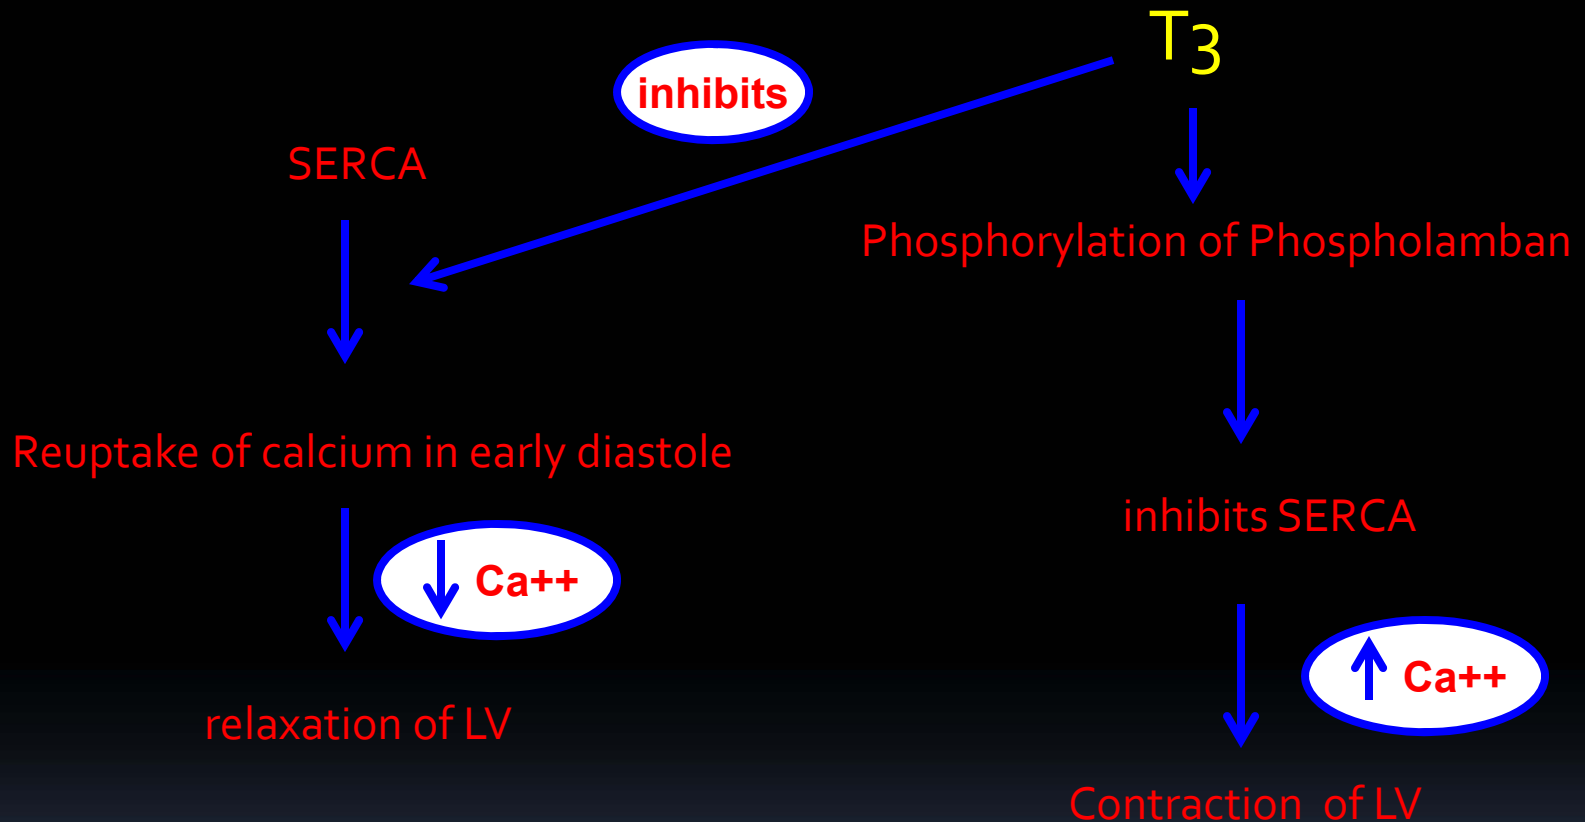 T3
inhibits
SERCA
Phosphorylation of Phospholamban
Reuptake of calcium in early diastole
inhibits SERCA
Ca++
Ca++
relaxation of LV
Contraction of LV